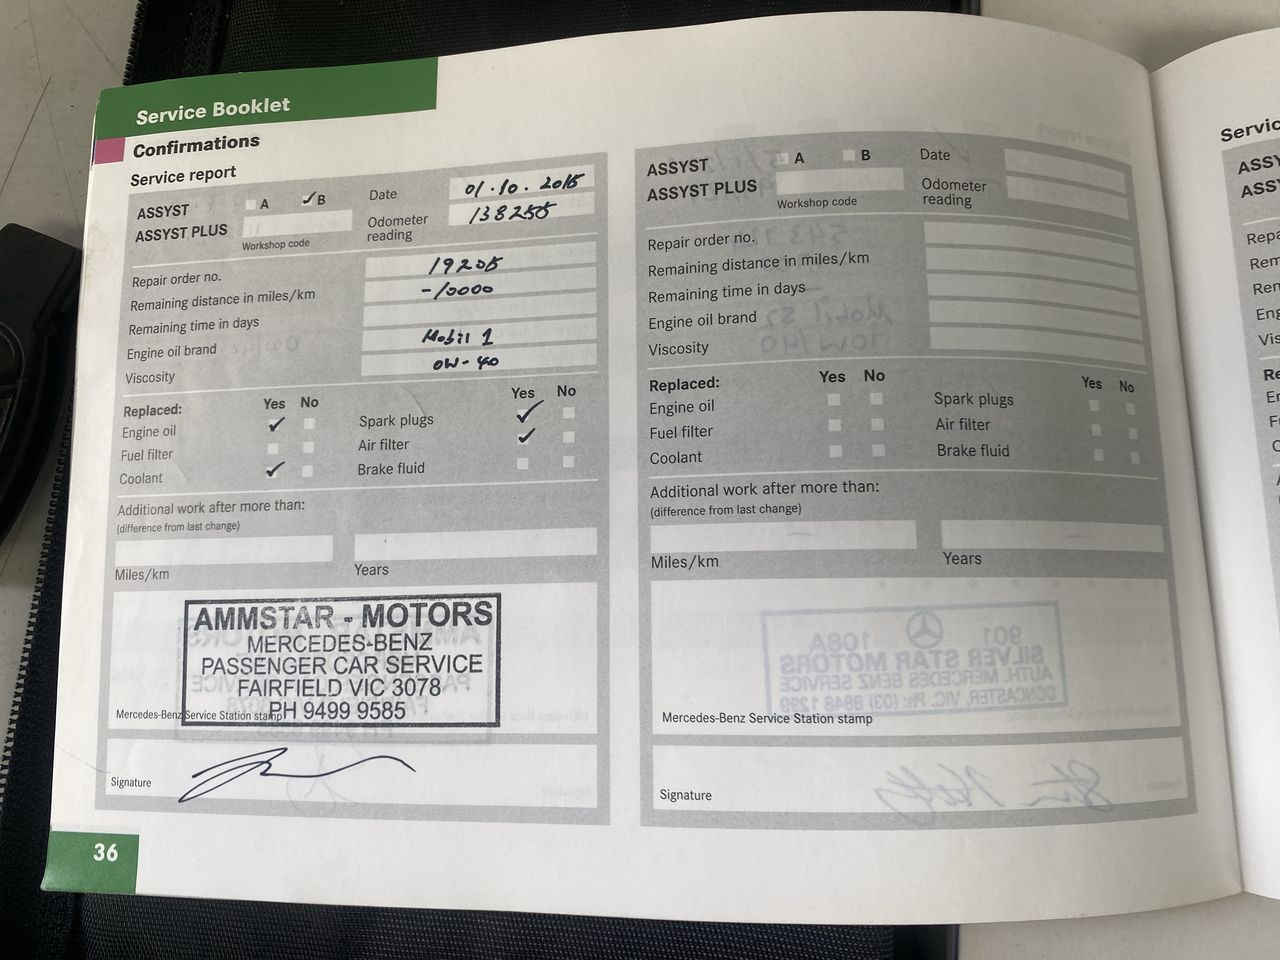 Service Booklet
Confirmations
Service report
ASSYST A ✓B Date 01.10.2015
ASSYST PLUS Workshop code Odometer reading 138255
Repair order no. 19205
Remaining distance in miles/km -10000
Remaining time in days
Engine oil brand Mobil 1
Viscosity 0W-40
Replaced: Yes No Yes No
Engine oil ✓ Spark plugs ✓
Fuel filter Air filter ✓
Coolant ✓ Brake fluid
Additional work after more than:
(difference from last change)
Miles/km Years
AMMSTAR - MOTORS
MERCEDES-BENZ
PASSENGER CAR SERVICE
FAIRFIELD VIC 3078
PH 9499 9585
Mercedes-Benz Service Station stamp
Signature
36
ASSYST A B Date
ASSYST PLUS Workshop code Odometer reading
Repair order no.
Remaining distance in miles/km
Remaining time in days
Engine oil brand
Viscosity
Replaced: Yes No Yes No
Engine oil Spark plugs
Fuel filter Air filter
Coolant Brake fluid
Additional work after more than:
(difference from last change)
Miles/km Years
Mercedes-Benz Service Station stamp
Signature